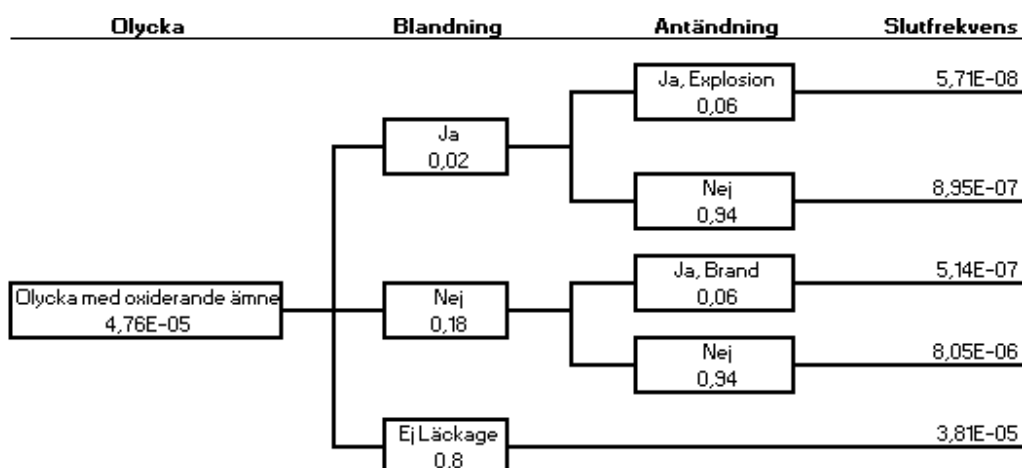 Olycka Blandning Antändning Slutfrekvens
Ja, Explosion
0,06
5,71E-08
Ja
0,02
Nej
0,94
8,95E-07
Olycka med oxiderande ämne
4,76E-05
Nej
0,18
Ja, Brand
0,06
5,14E-07
Nej
0,94
8,05E-06
Ej Läckage
0,8
3,81E-05